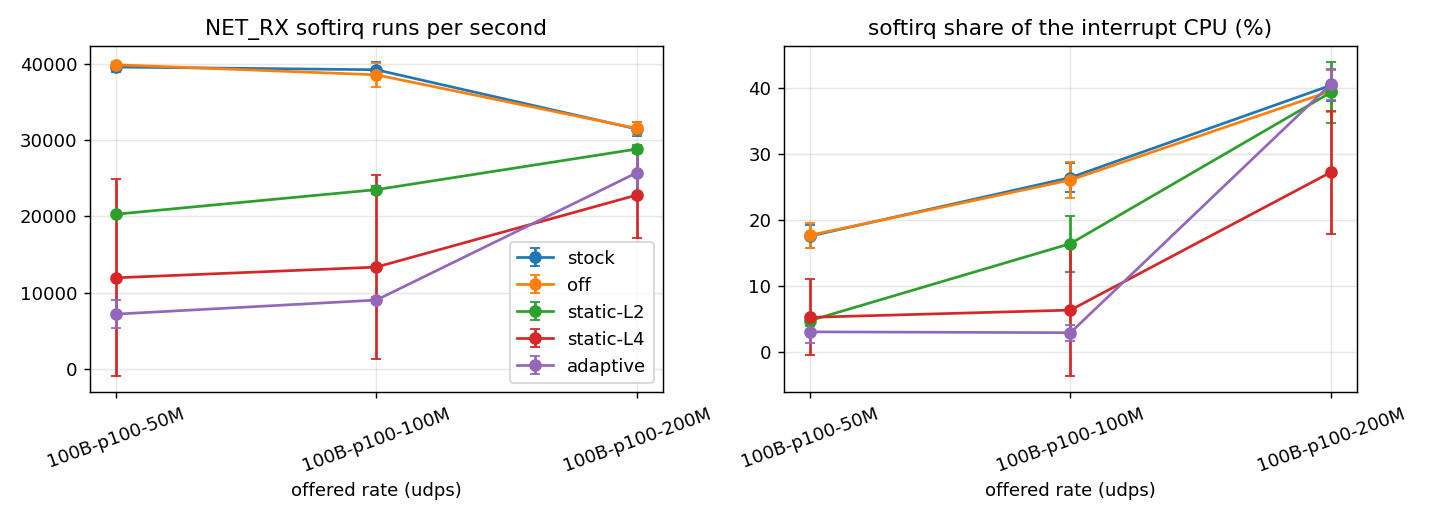 NET_RX softirq runs per second
40000
30000
20000
10000
0
stock
off
static-L2
static-L4
adaptive
100B-p100-50M
100B-p100-100M
100B-p100-200M
offered rate (udps)
softirq share of the interrupt CPU (%)
40
30
20
10
0
100B-p100-50M
100B-p100-100M
100B-p100-200M
offered rate (udps)